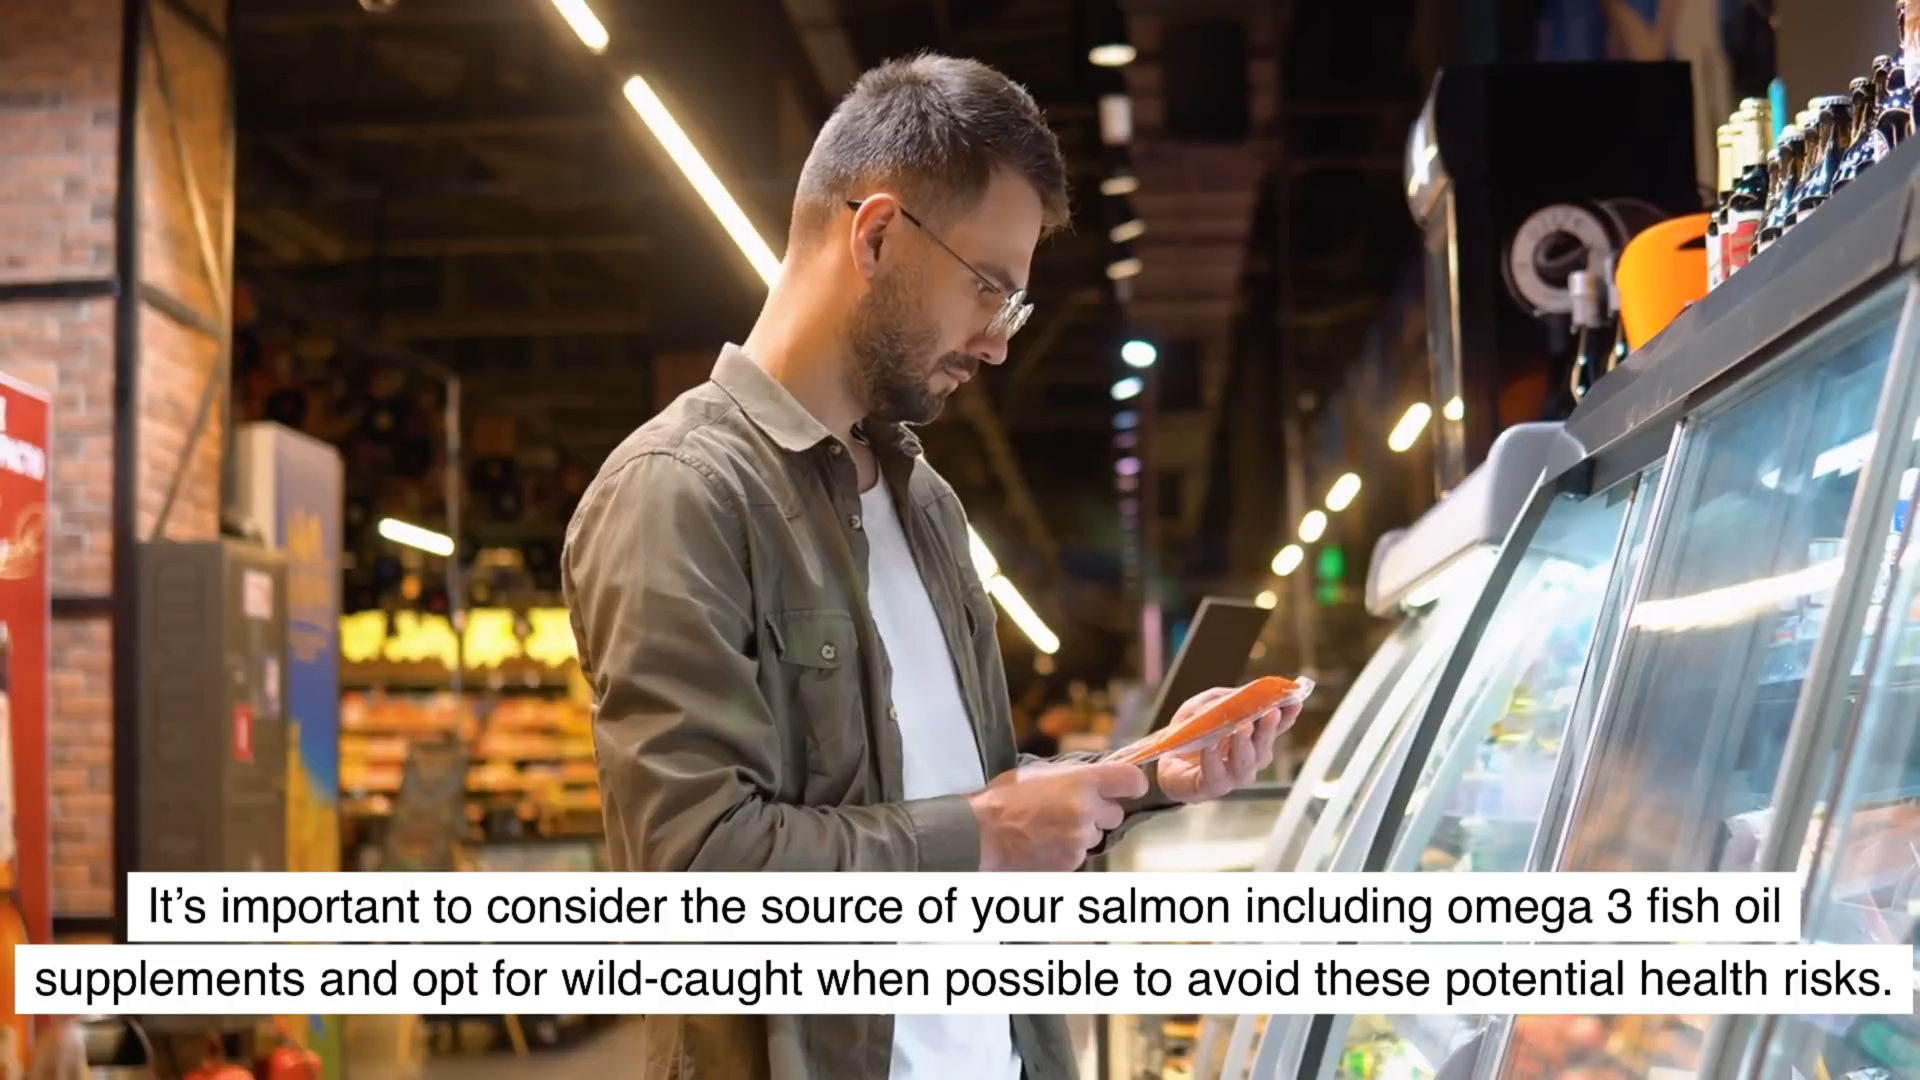 It’s important to consider the source of your salmon including omega 3 fish oil
supplements and opt for wild-caught when possible to avoid these potential health risks.